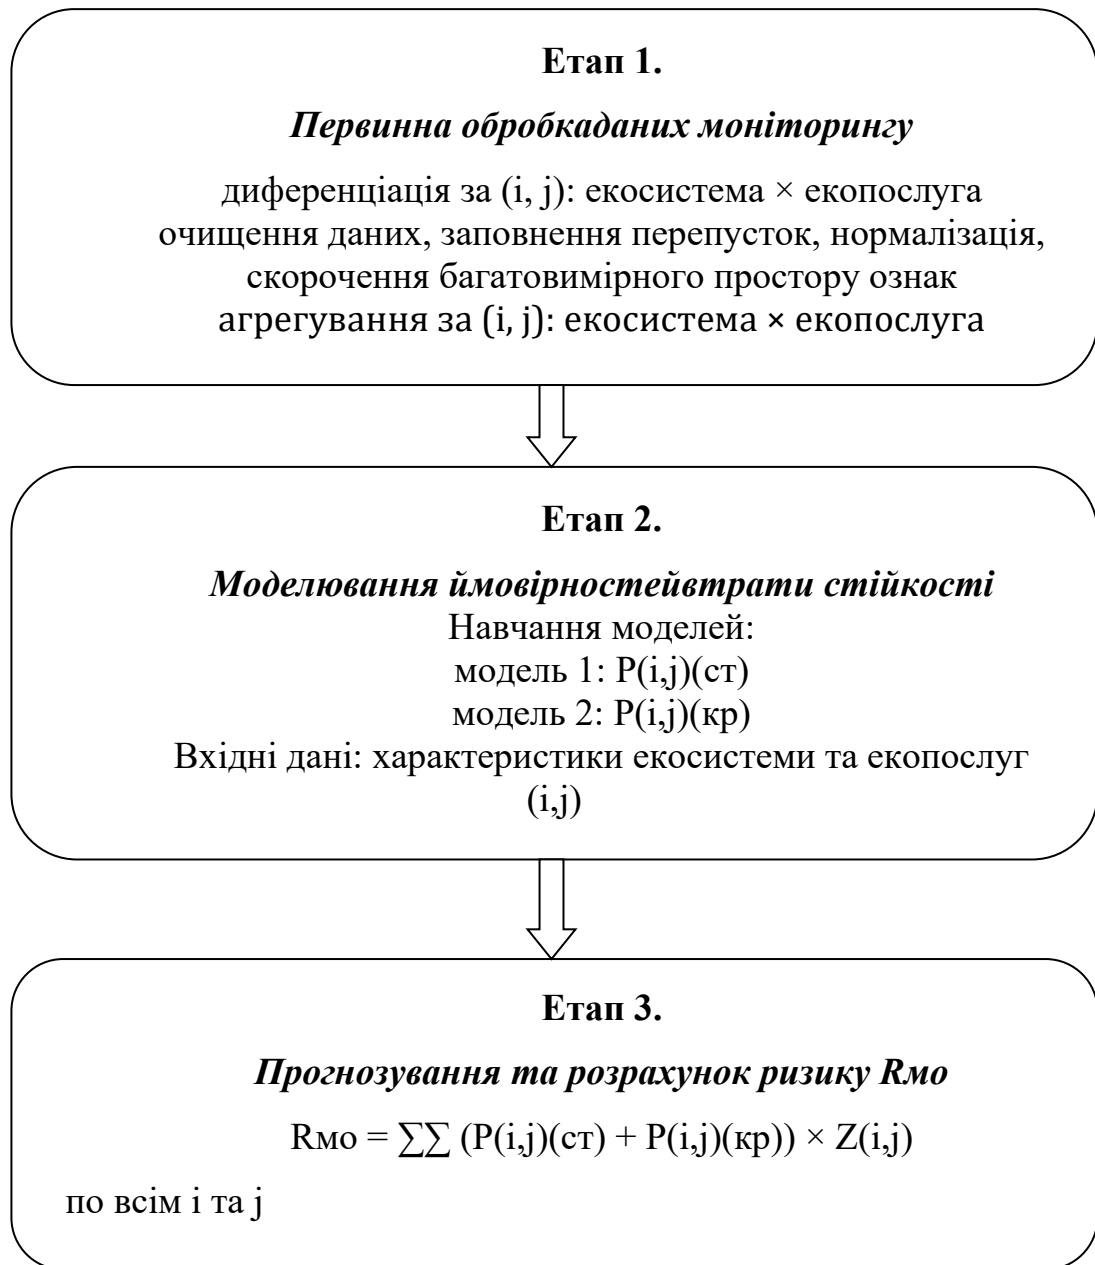 Етап 1.
Первинна обробкаданих моніторингу
диференціація за (i, j): екосистема × екопослуга
очищення даних, заповнення перепусток, нормалізація,
скорочення багатовимірного простору ознак
агрегування за (i, j): екосистема × екопослуга
Етап 2.
Моделювання ймовірностейвтрати стійкості
Навчання моделей:
модель 1: P(i,j)(ст)
модель 2: P(i,j)(кр)
Вхідні дані: характеристики екосистеми та екопослуг
(i,j)
Етап 3.
Прогнозування та розрахунок ризику Rмо
Rмо = ∑∑ (P(i,j)(ст) + P(i,j)(кр)) × Z(i,j)
по всім i та j